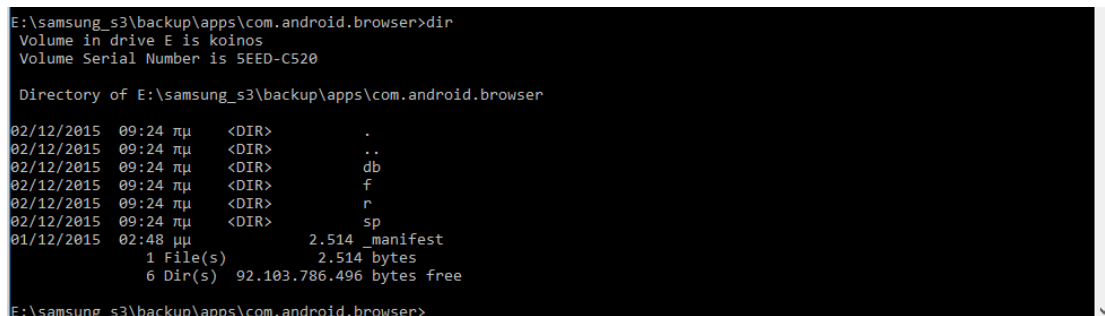 E:\samsung_s3\backup\apps\com.android.browser>dir
Volume in drive E is koinos
Volume Serial Number is 5EED-C520
Directory of E:\samsung_s3\backup\apps\com.android.browser
02/12/2015 09:24 πμ <DIR> .
02/12/2015 09:24 πμ <DIR> ..
02/12/2015 09:24 πμ <DIR> db
02/12/2015 09:24 πμ <DIR> f
02/12/2015 09:24 πμ <DIR> r
02/12/2015 09:24 πμ <DIR> sp
01/12/2015 02:48 μμ 2.514 _manifest
1 File(s) 2.514 bytes
6 Dir(s) 92.103.786.496 bytes free
E:\samsung_s3\backup\apps\com.android.browser>